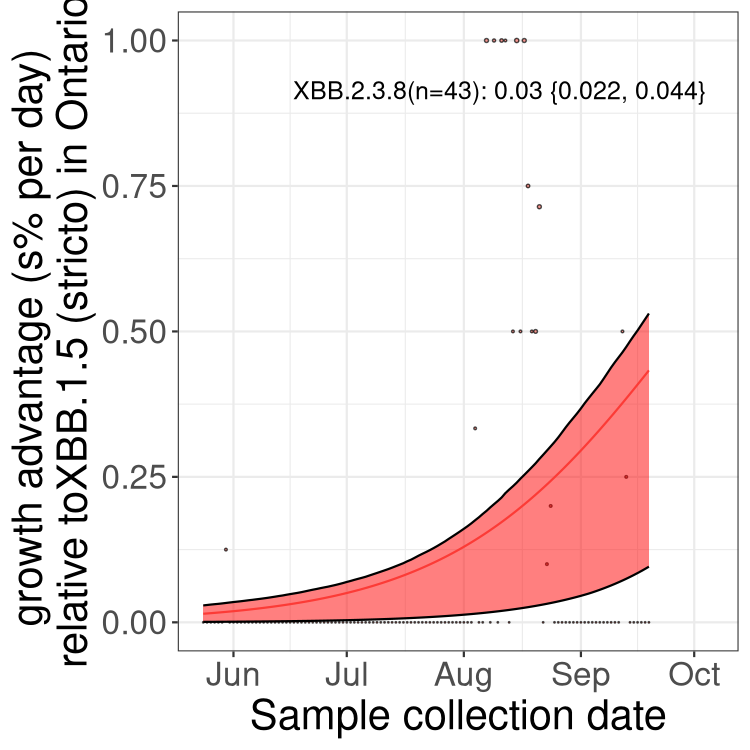 growth advantage (s% per day)
relative toXBB.1.5 (stricto) in Ontario
1.00
0.75
0.50
0.25
0.00
XBB.2.3.8(n=43): 0.03 {0.022, 0.044}
Jun Jul Aug Sep Oct
Sample collection date